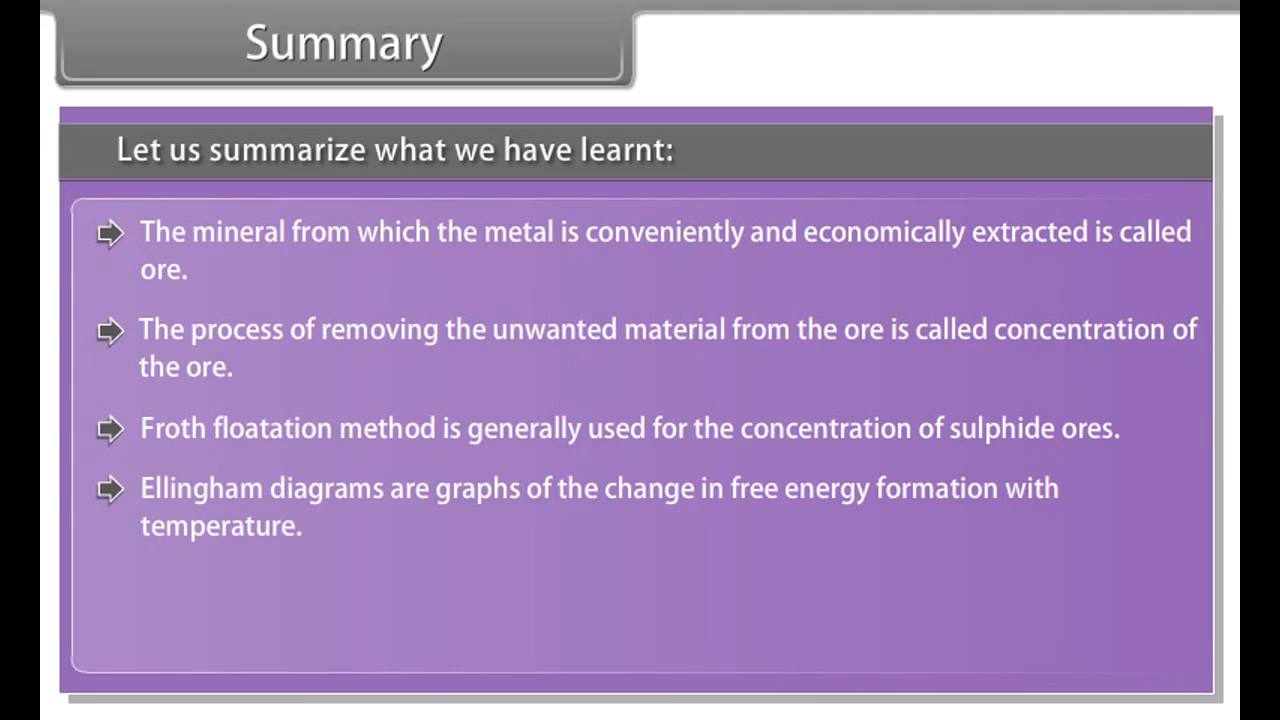 Summary
Let us summarize what we have learnt:
The mineral from which the metal is conveniently and economically extracted is called
ore.
The process of removing the unwanted material from the ore is called concentration of
the ore.
Froth floatation method is generally used for the concentration of sulphide ores.
Ellingham diagrams are graphs of the change in free energy formation with
temperature.